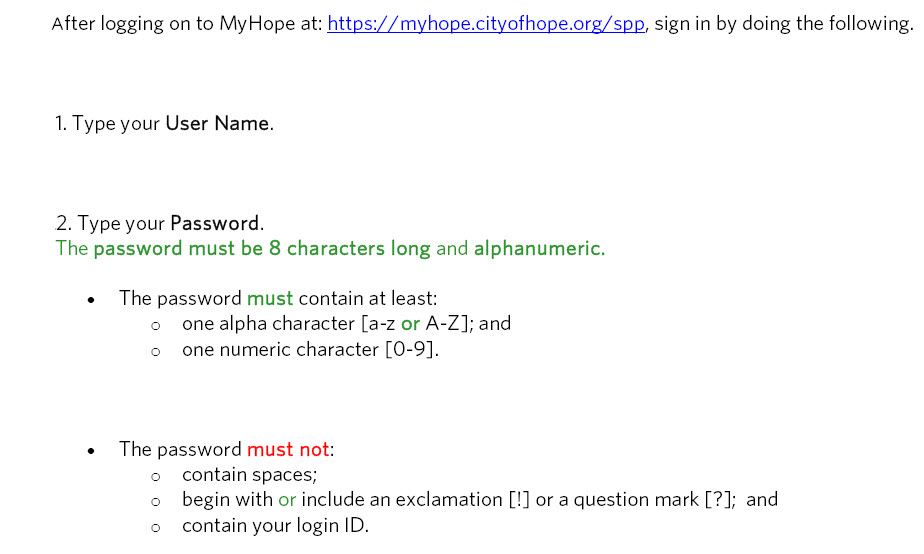 After logging on to MyHope at: https://myhope.cityofhope.org/spp, sign in by doing the following.
1. Type your User Name.
2. Type your Password.
The password must be 8 characters long and alphanumeric.
• The password must contain at least:
o one alpha character [a-z or A-Z]; and
o one numeric character [0-9].
• The password must not:
o contain spaces;
o begin with or include an exclamation [!] or a question mark [?]; and
o contain your login ID.